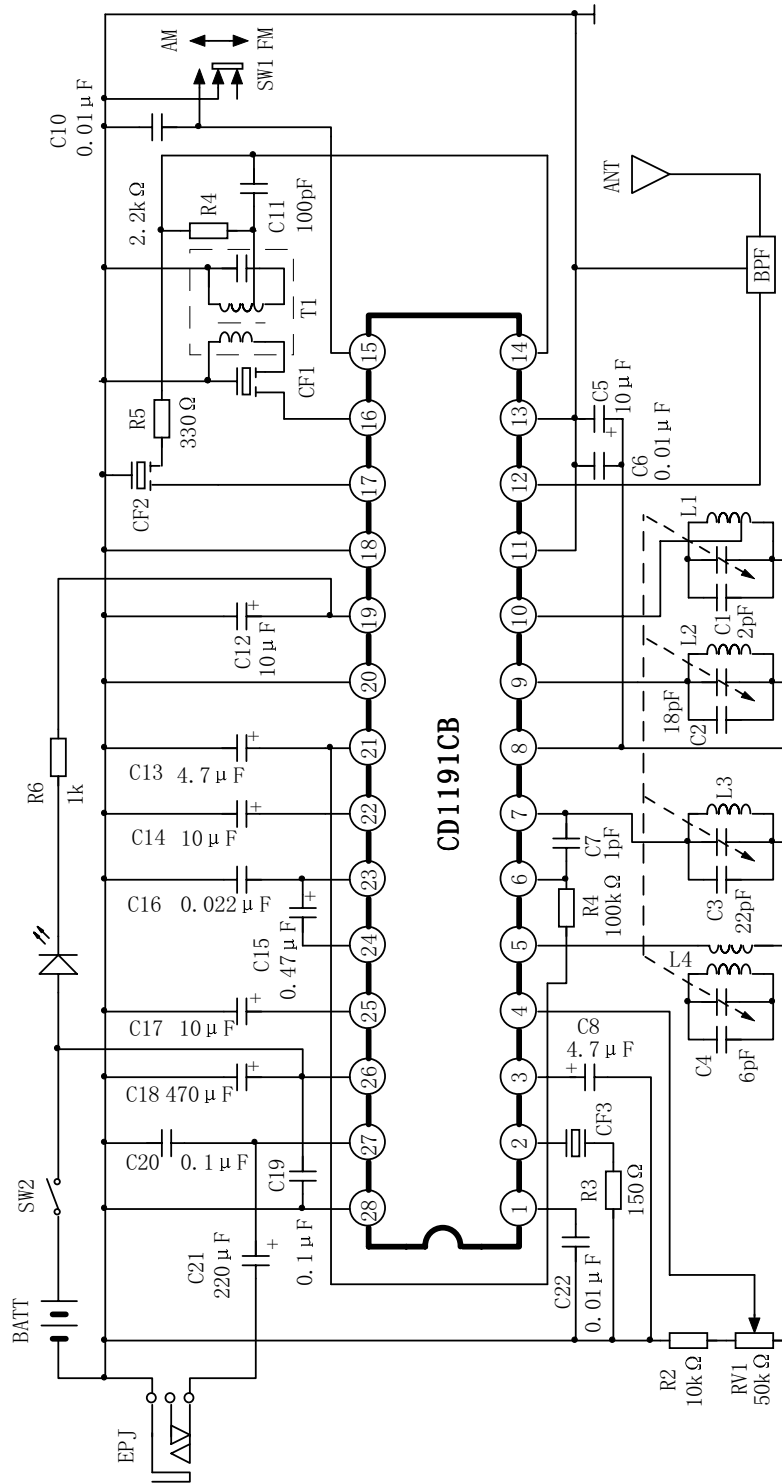 EPJ
BATT
SW2
R6
1k
C21
220μF
C20 0.1μF
C19
0.1μF
C18 470μF
C17 10μF
C15
0.47μF
C16 0.022μF
C14 10μF
C13 4.7μF
C12
10μF
CF2
R5
330Ω
CF1
T1
2.2kΩ
R4
C11
100pF
C10
0.01μF
AM
SW1 FM
28
27
26
25
24
23
22
21
20
19
18
17
16
15
CD1191CB
1
2
3
4
5
6
7
8
9
10
11
12
13
14
C22
0.01μF
R3
150Ω
CF3
C8
4.7μF
R4
100kΩ
C7
1pF
C6
0.01μF
C5
10μF
ANT
BPF
R2
10kΩ
RV1
50kΩ
C4
6pF
L4
C3
22pF
L3
18pF
C2
L2
C1
2pF
L1
+
+
+
+
+
+
+
+
+